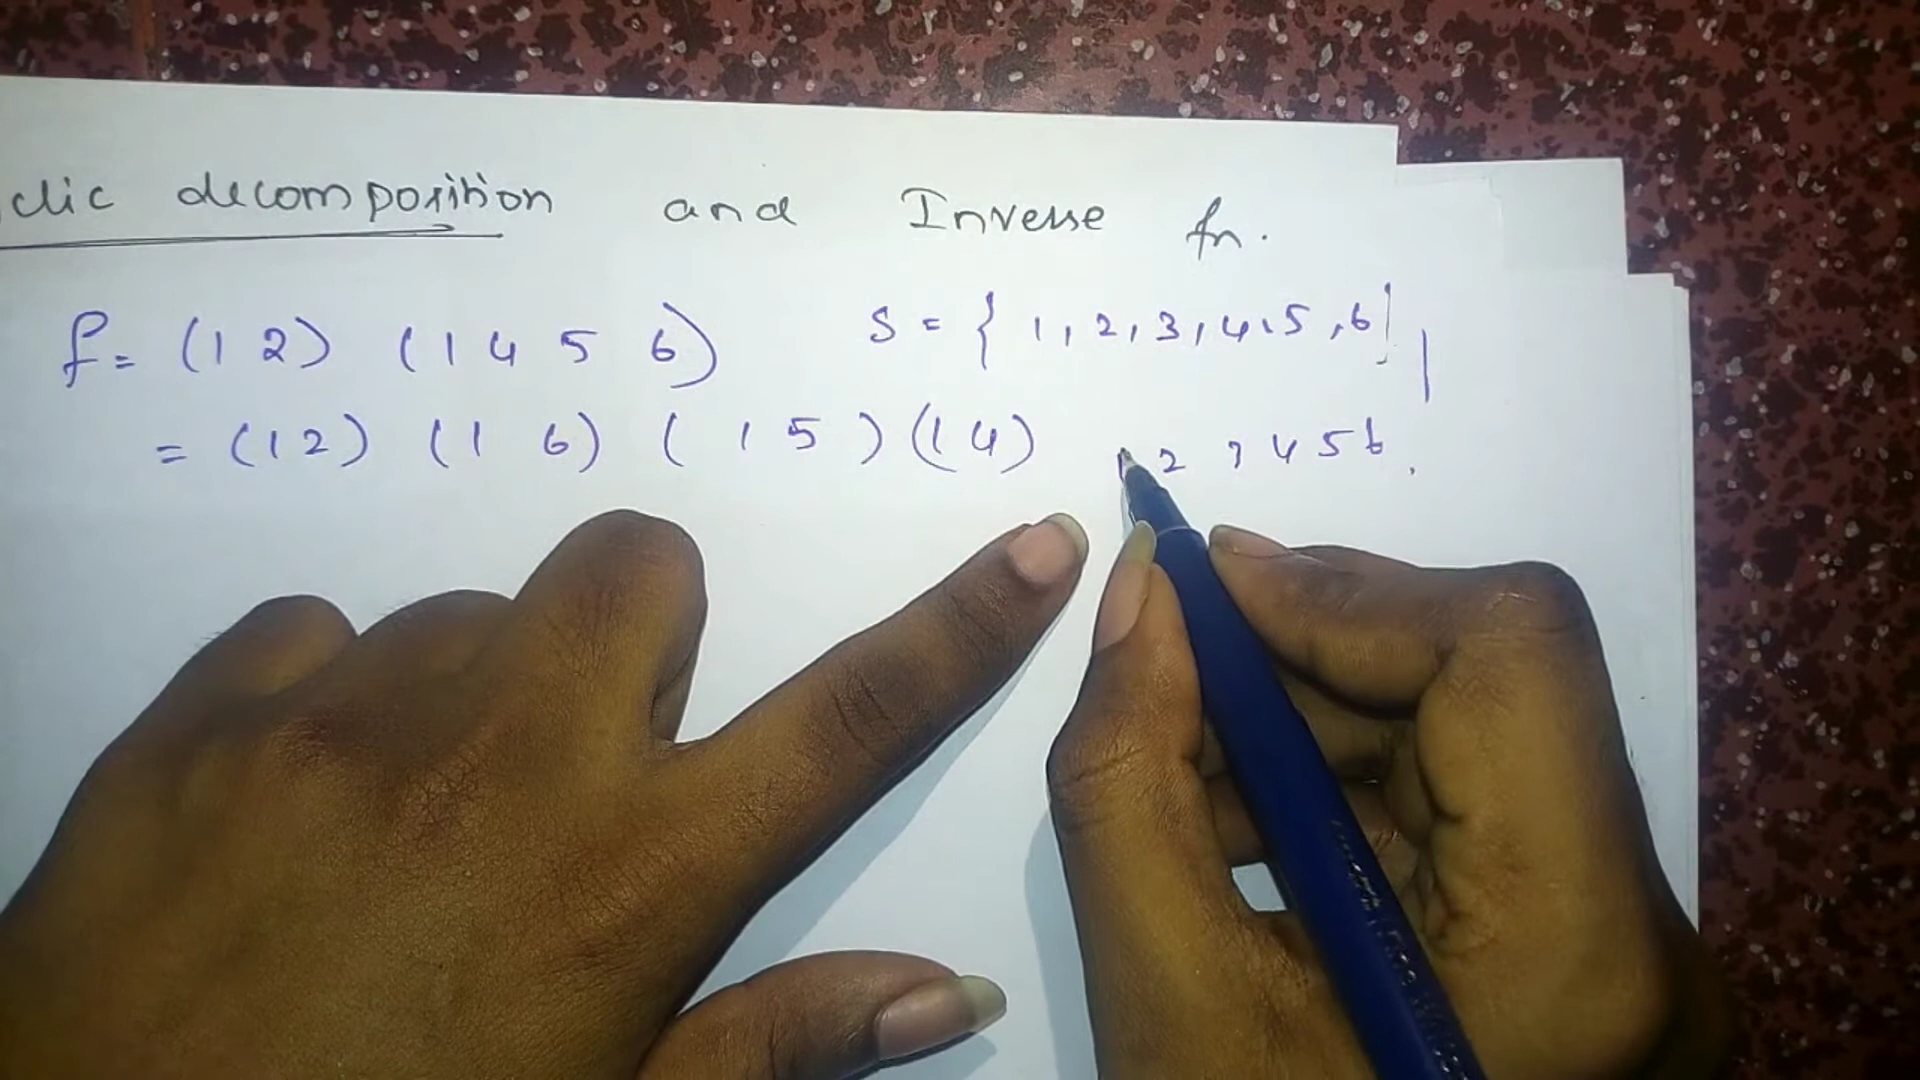 clic decomposition and Inverse fn.
f = (1 2) (1 4 5 6) S = { 1, 2, 3, 4, 5, 6}
= (1 2) (1 6) (1 5) (1 4) 1 2 3 4 5 6.